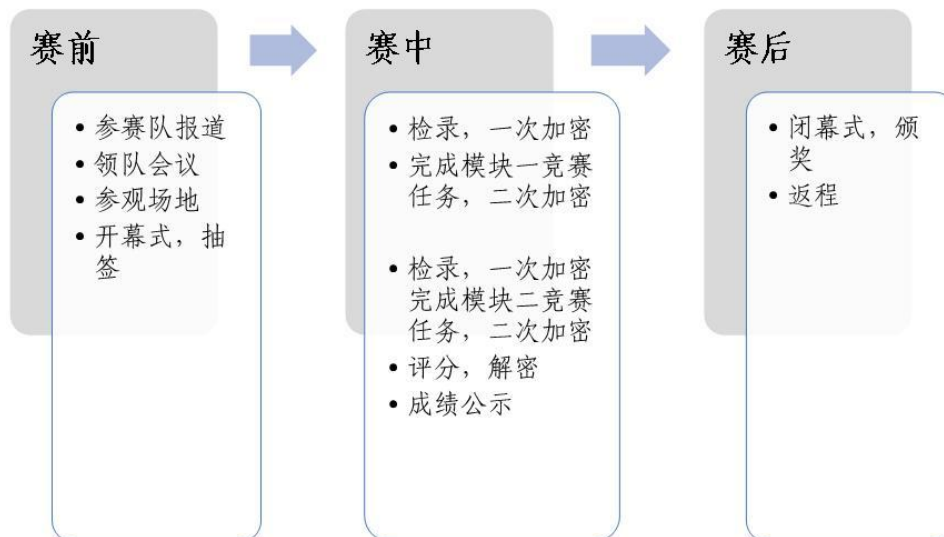 赛前
• 参赛队报道
• 领队会议
• 参观场地
• 开幕式，抽
签
赛中
• 检录，一次加密
• 完成模块一竞赛
任务，二次加密
• 检录，一次加密
完成模块二竞赛
任务，二次加密
• 评分，解密
• 成绩公示
赛后
• 闭幕式，颁
奖
• 返程